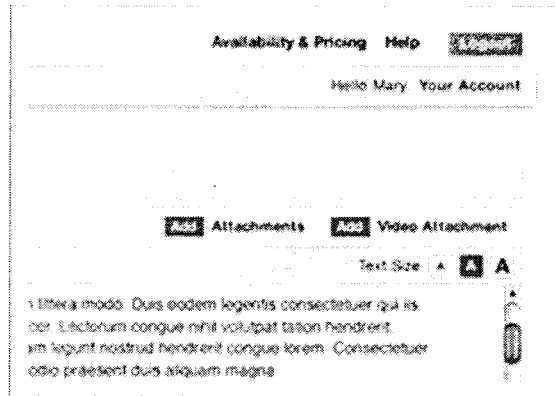 Availability & Pricing Help Logout
Hello Mary. Your Account
Add Attachments Add Video Attachment
Text Size A A A
littera modo. Duis eodem legentis consectetuer qui iis.
cor. Lectorum congue nihil volutpat tation hendrerit.
legunt nostrud hendrerit congue lorem. Consectetuer
odio praesent duis aliquam magna